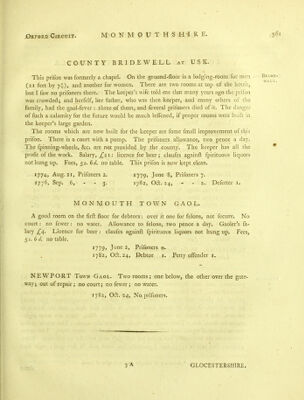 OXFORD CIRCUIT. MONMOUTHSHIRE. 361
COUNTY BRIDEWELL AT USK.
This prison was formerly a chapel. On the ground-floor is a lodging-room for men
BRIDE-
WELL.
(21 feet by 7½), and another for women. There are two rooms at top of the house,
but I saw no prisoners there. The keeper's wife told me that many years ago the prison
was crowded; and herself, her father, who was then keeper, and many others of the
family, had the gaol-fever: three of them, and several prisoners died of it. The danger
of such a calamity for the future would be much lessened, if proper rooms were built in
the keeper's large garden.
The rooms which are now built for the keeper are some small improvement of this
prison. There is a court with a pump. The prisoners allowance, two pence a day.
The spinning-wheels, &c. are not provided by the county. The keeper has all the
profit of the work. Salary, £21: licence for beer; clauses against spirituous liquors
not hung up. Fees, 5s. 6d. no table. This prison is now kept clean.
1774, Aug. 21, Prisoners 2. 1779, June 8, Prisoners 7.
1776, Sep. 6, - - 3. 1782, Oct. 24, - - 2. Deserter 1.
MONMOUTH TOWN GAOL.
A good room on the first floor for debtors: over it one for felons, not secure. No
court: no sewer: no water. Allowance to felons, two pence a day. Gaoler's sa-
lary £4. Licence for beer: clauses against spirituous liquors not hung up. Fees,
5s. 6d. no table.
1779, June 2, Prisoners 0.
1782, Oct. 24, Debtor 1. Petty offender 1.
NEWPORT TOWN GAOL. Two rooms; one below, the other over the gate-
way; out of repair; no court; no sewer; no water.
1782, Oct. 24, No prisoners.
3 A GLOCESTERSHIRE.